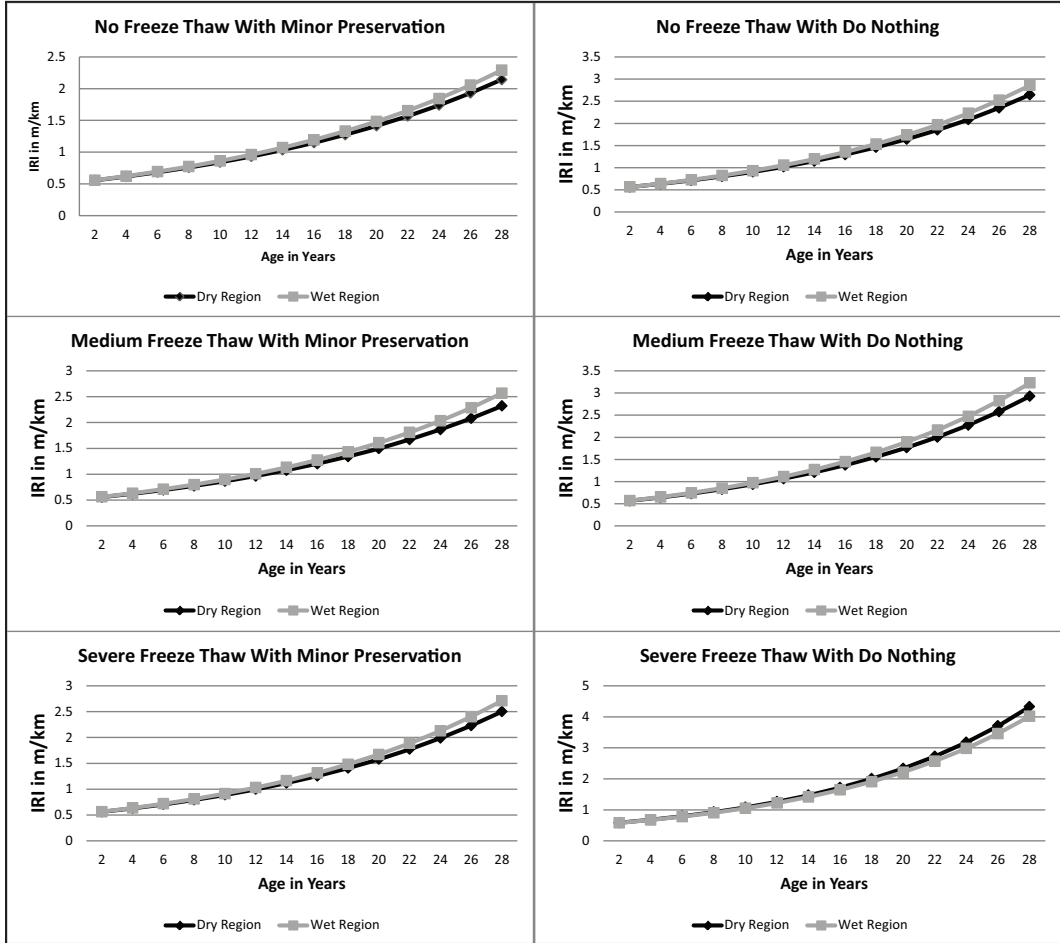 No Freeze Thaw With Minor Preservation
2.5
2
1.5
1
0.5
0
IRI in m/km
2 4 6 8 10 12 14 16 18 20 22 24 26 28
Age in Years
Dry Region Wet Region
No Freeze Thaw With Do Nothing
3.5
3
2.5
2
1.5
1
0.5
0
IRI in m/km
2 4 6 8 10 12 14 16 18 20 22 24 26 28
Age in Years
Dry Region Wet Region
Medium Freeze Thaw With Minor Preservation
3
2.5
2
1.5
1
0.5
0
IRI in m/km
2 4 6 8 10 12 14 16 18 20 22 24 26 28
Age in Years
Dry Region Wet Region
Medium Freeze Thaw With Do Nothing
3.5
3
2.5
2
1.5
1
0.5
0
IRI in m/km
2 4 6 8 10 12 14 16 18 20 22 24 26 28
Age in Years
Dry Region Wet Region
Severe Freeze Thaw With Minor Preservation
3
2.5
2
1.5
1
0.5
0
IRI in m/km
2 4 6 8 10 12 14 16 18 20 22 24 26 28
Age in Years
Dry Region Wet Region
Severe Freeze Thaw With Do Nothing
5
4
3
2
1
0
IRI in m/km
2 4 6 8 10 12 14 16 18 20 22 24 26 28
Age in Years
Dry Region Wet Region